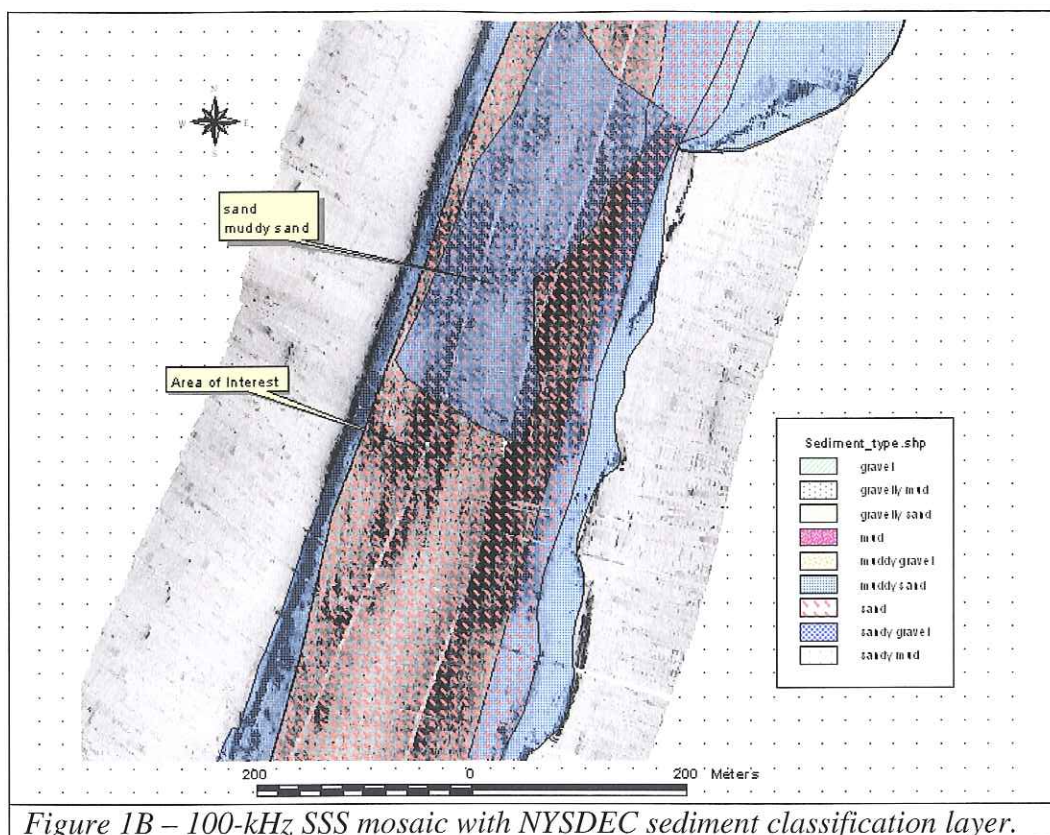 N
W E
S
sand
muddy sand
Area of Interest
Sediment_type.shp
gravel
gravelly mud
gravelly sand
mud
muddy gravel
muddy sand
sand
sandy gravel
sandy mud
200 0 200 Meters
Figure 1B – 100-kHz SSS mosaic with NYSDEC sediment classification layer.